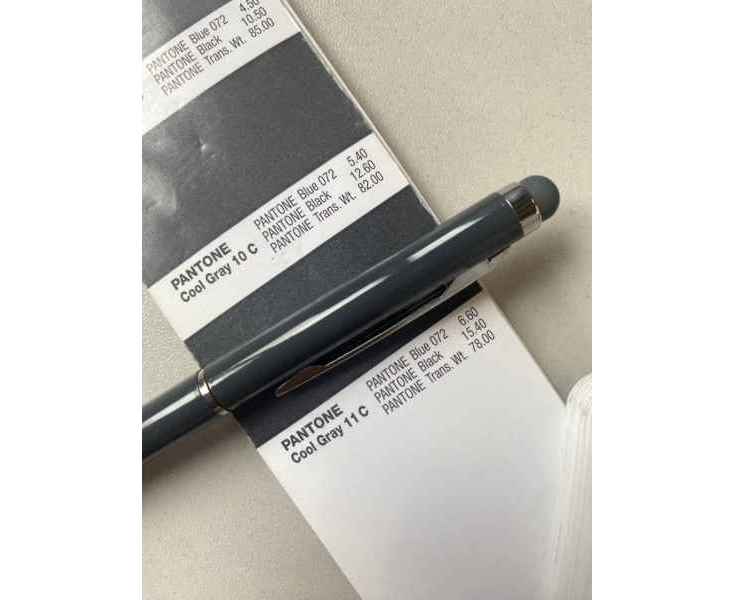 PANTONE Blue 072 4.50
PANTONE Black 10.50
PANTONE Trans. Wt. 85.00
PANTONE
Cool Gray 10 C
PANTONE Blue 072 5.40
PANTONE Black 12.60
PANTONE Trans. Wt. 82.00
PANTONE
Cool Gray 11 C
PANTONE Blue 072 6.60
PANTONE Black 15.40
PANTONE Trans. Wt. 78.00